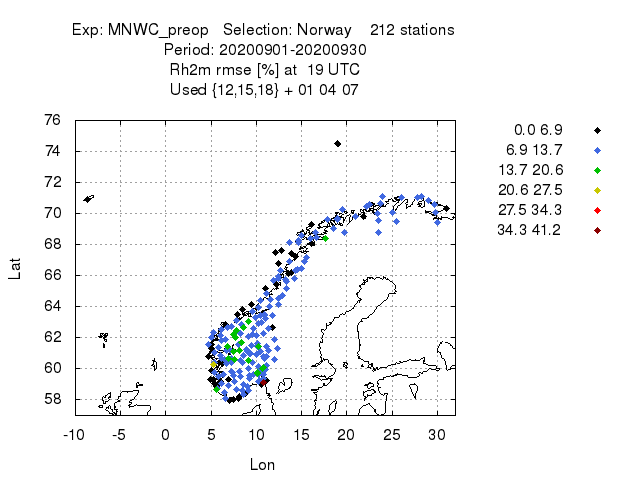 Exp: MNWC_preop   Selection: Norway    212 stations
Period: 20200901-20200930
Rh2m rmse [%] at  19 UTC
Used {12,15,18} + 01 04 07
0.0 6.9
6.9 13.7
13.7 20.6
20.6 27.5
27.5 34.3
34.3 41.2
76
74
72
70
68
66
64
62
60
58
Lat
-10 -5 0 5 10 15 20 25 30
Lon